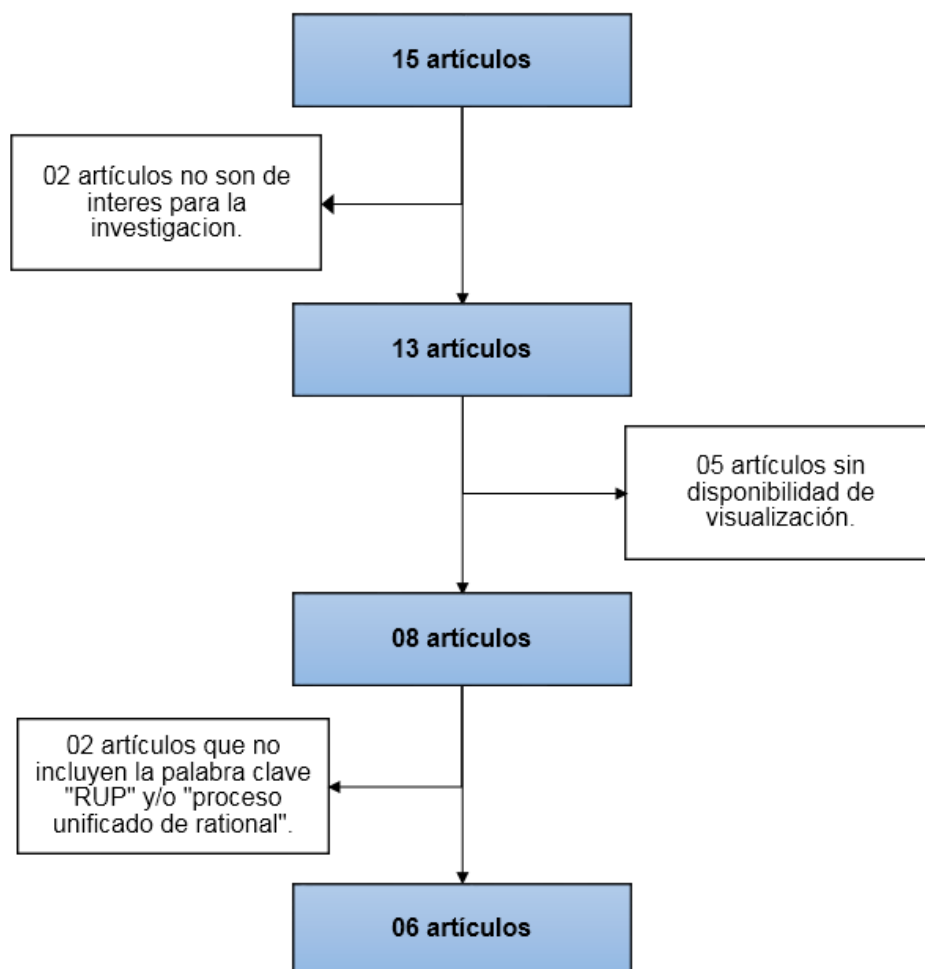 15 artículos
02 artículos no son de
interes para la
investigacion.
13 artículos
05 artículos sin
disponibilidad de
visualización.
08 artículos
02 artículos que no
incluyen la palabra clave
"RUP" y/o "proceso
unificado de rational".
06 artículos